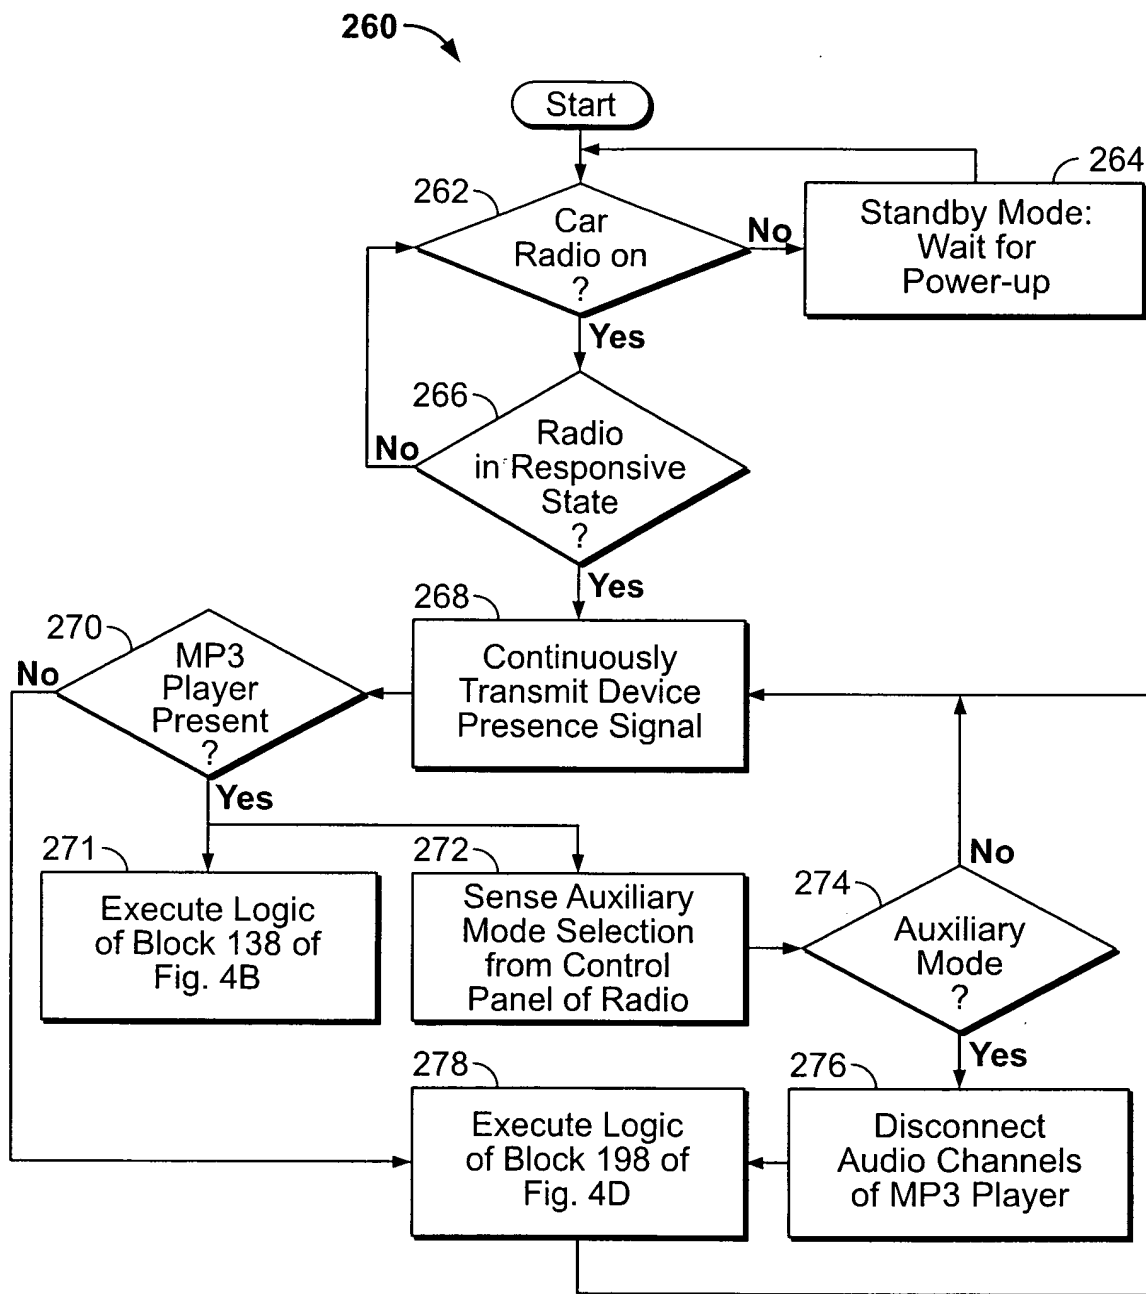 260
Start
262
Car
Radio on
?
No
264
Standby Mode:
Wait for
Power-up
Yes
266
Radio
in Responsive
State
?
No
Yes
268
Continuously
Transmit Device
Presence Signal
270
MP3
Player
Present
?
No
Yes
271
Execute Logic
of Block 138 of
Fig. 4B
272
Sense Auxiliary
Mode Selection
from Control
Panel of Radio
274
Auxiliary
Mode
?
No
Yes
276
Disconnect
Audio Channels
of MP3 Player
278
Execute Logic
of Block 198 of
Fig. 4D